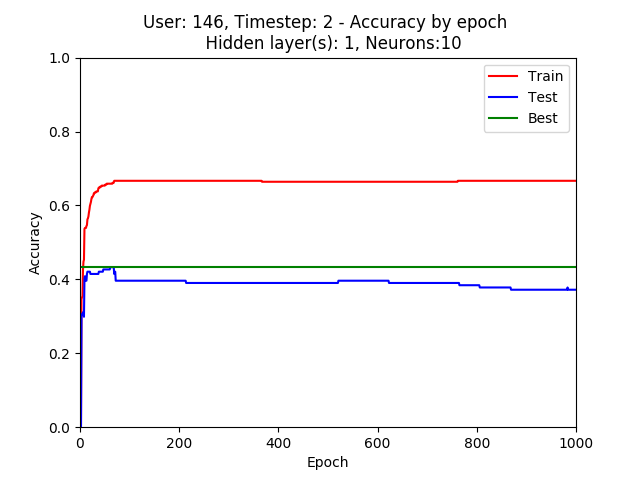 User: 146, Timestep: 2 - Accuracy by epoch
Hidden layer(s): 1, Neurons:10
1.0
0.8
0.6
0.4
0.2
0.0
Accuracy
Train
Test
Best
0 200 400 600 800 1000
Epoch